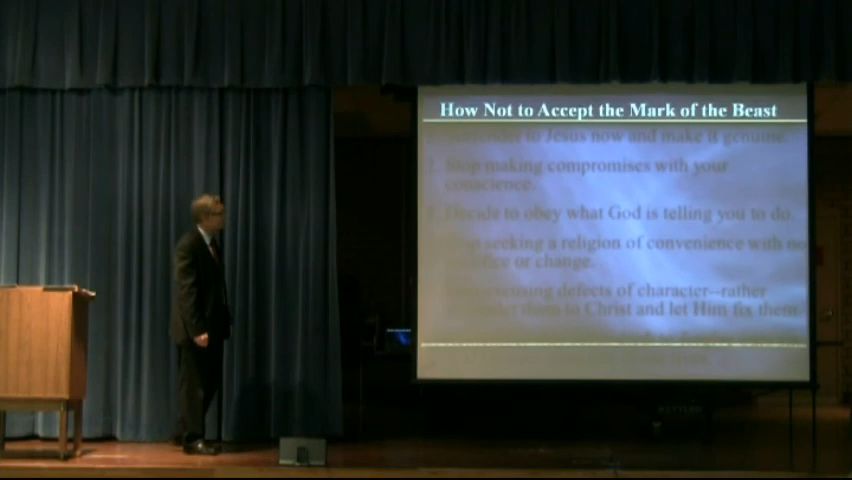 How Not to Accept the Mark of the Beast
to Jesus now and make it genuine.
Stop making compromises with your
conscience.
Decide to obey what God is telling you to do.
seeking a religion of convenience with no
or change.
excusing defects of character--rather
them to Christ and let Him fix them.